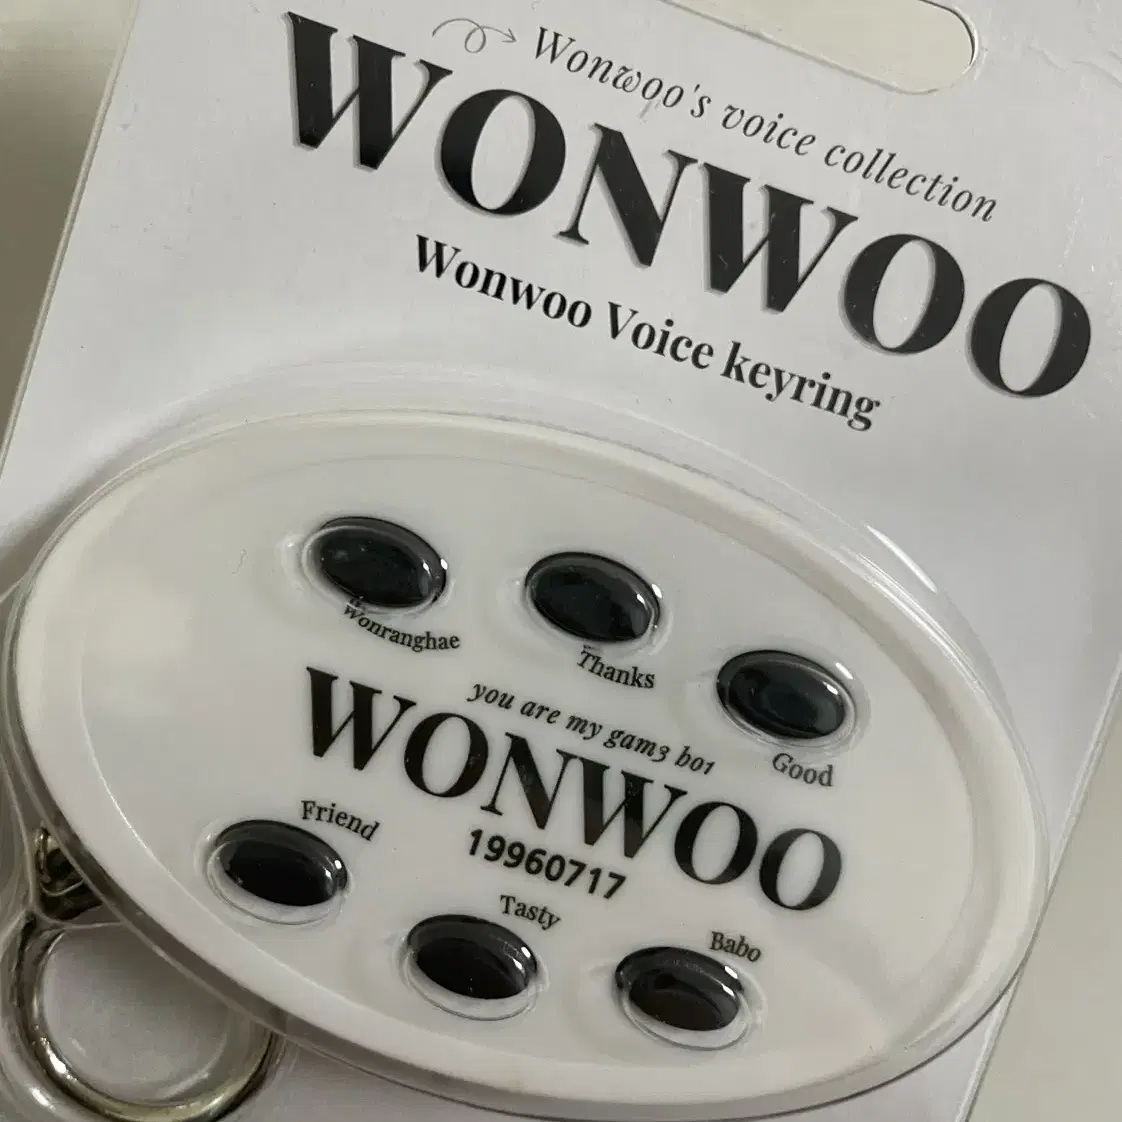 Wonwoo's voice collection
WONWOO
Wonwoo Voice keyring
Wonranghae
Thanks
Good
you are my gam3 bo1
WONWOO
19960717
Friend
Tasty
Babo